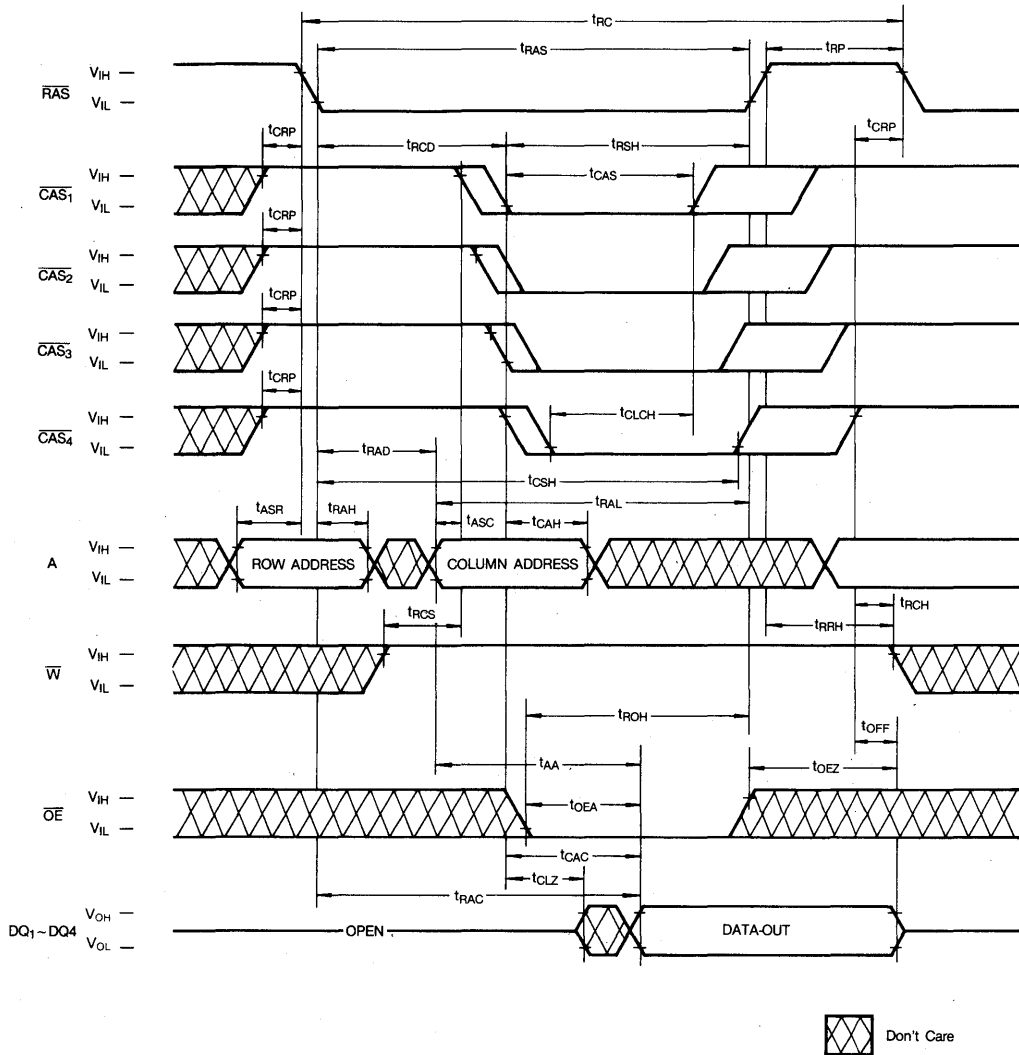 tRC
tRAS
tRP
RAS
VIH
VIL
tCRP
tRCD
tRSH
tCRP
CAS1
VIH
VIL
tCAS
tCRP
CAS2
VIH
VIL
tCRP
CAS3
VIH
VIL
tCRP
CAS4
VIH
VIL
tCLCH
tRAD
tCSH
tRAL
tASR
tRAH
tASC
tCAH
A
VIH
VIL
ROW ADDRESS
COLUMN ADDRESS
tRCS
tRCH
tRRH
W
VIH
VIL
tROH
tOFF
tAA
tOEZ
OE
VIH
VIL
tOEA
tCAC
tCLZ
tRAC
DQ1~DQ4
VOH
VOL
OPEN
DATA-OUT
Don't Care